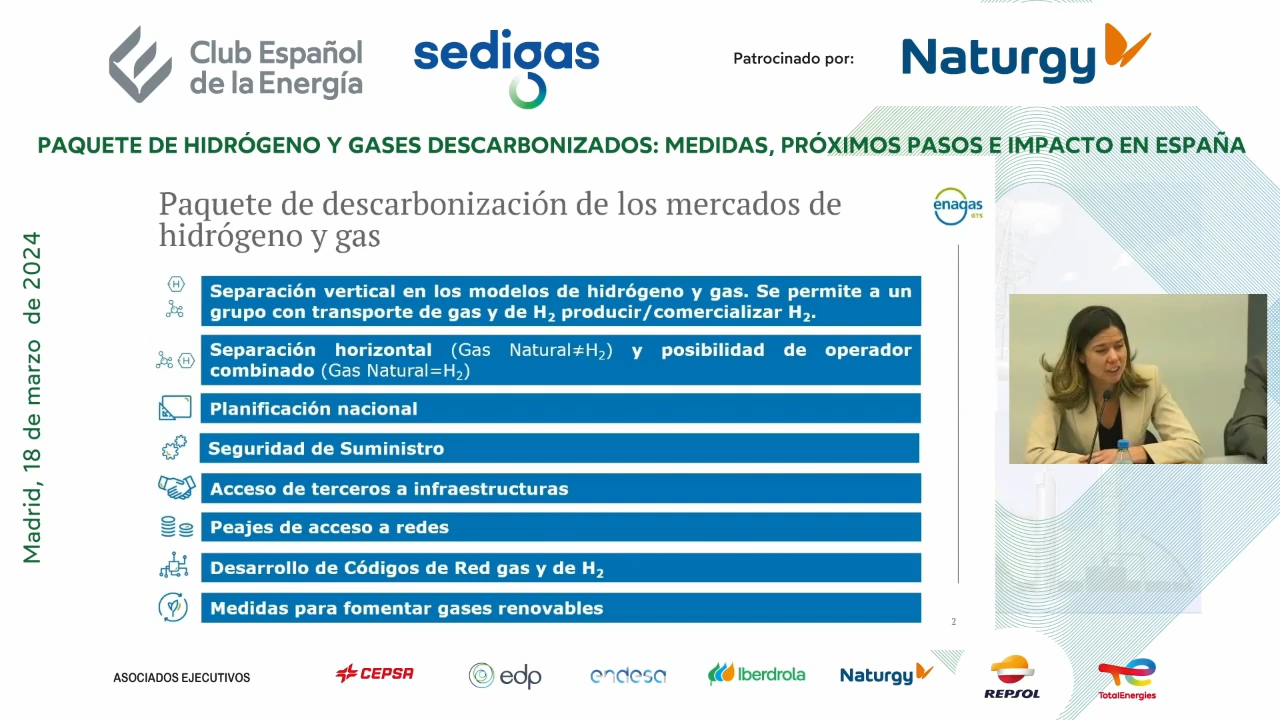 Club Español
de la Energía
sedigas
Patrocinado por:
Naturgy
PAQUETE DE HIDRÓGENO Y GASES DESCARBONIZADOS: MEDIDAS, PRÓXIMOS PASOS E IMPACTO EN ESPAÑA
Madrid, 18 de marzo de 2024
Paquete de descarbonización de los mercados de
hidrógeno y gas
enagas
GTS
H
Separación vertical en los modelos de hidrógeno y gas. Se permite a un
grupo con transporte de gas y de H₂ producir/comercializar H₂.
H
Separación horizontal (Gas Natural≠H₂) y posibilidad de operador
combinado (Gas Natural=H₂)
Planificación nacional
Seguridad de Suministro
Acceso de terceros a infraestructuras
Peajes de acceso a redes
Desarrollo de Códigos de Red gas y de H₂
Medidas para fomentar gases renovables
2
ASOCIADOS EJECUTIVOS
CEPSA
edp
endesa
Iberdrola
Naturgy
REPSOL
TotalEnergies